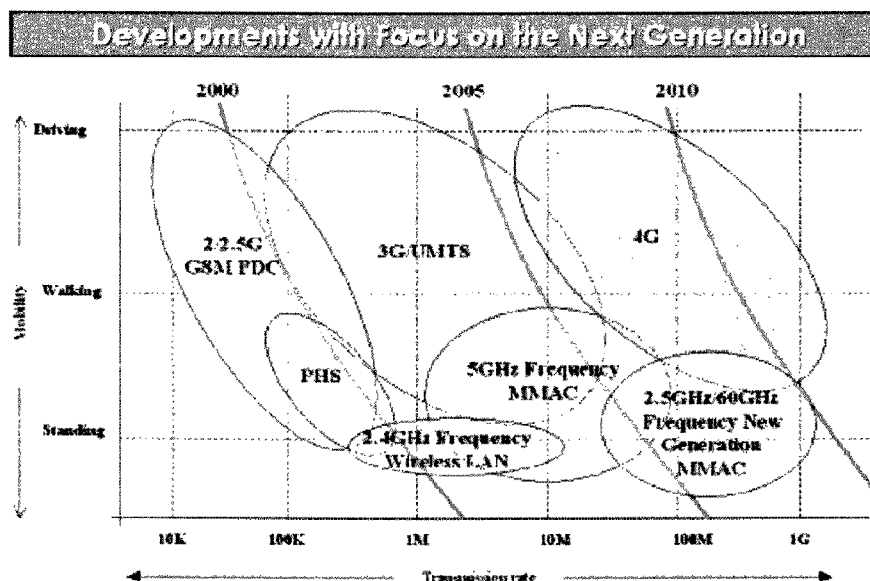 Developments with Focus on the Next Generation
2000
2005
2010
Driving
Walking
Standing
Mobility
2/2.5G
GSM PDC
3G/UMTS
4G
PHS
5GHz Frequency
MMAC
2.4GHz Frequency
Wireless LAN
2.5GHz/60GHz
Frequency New
Generation
MMAC
10K
100K
1M
10M
100M
1G
Transmission rate